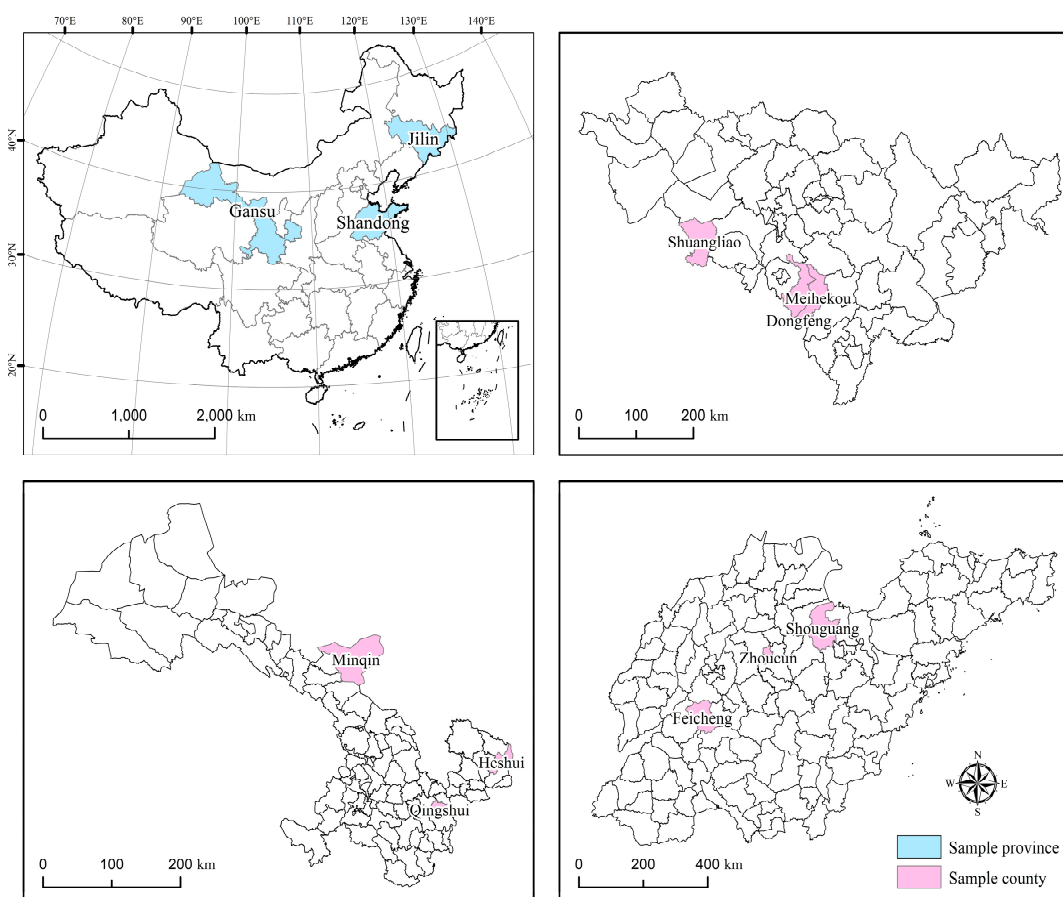 70°E 80°E 90°E 100°E 110°E 120°E 130°E 140°E
40°N
30°N
20°N
Jilin
Gansu
Shandong
0 1,000 2,000 km
Shuangliao
Meihekou
Dongfeng
0 100 200 km
Minqin
Heshui
Qingshui
0 100 200 km
Shouguang
Zhoucun
Feicheng
N
W E
S
0 200 400 km
Sample province
Sample county